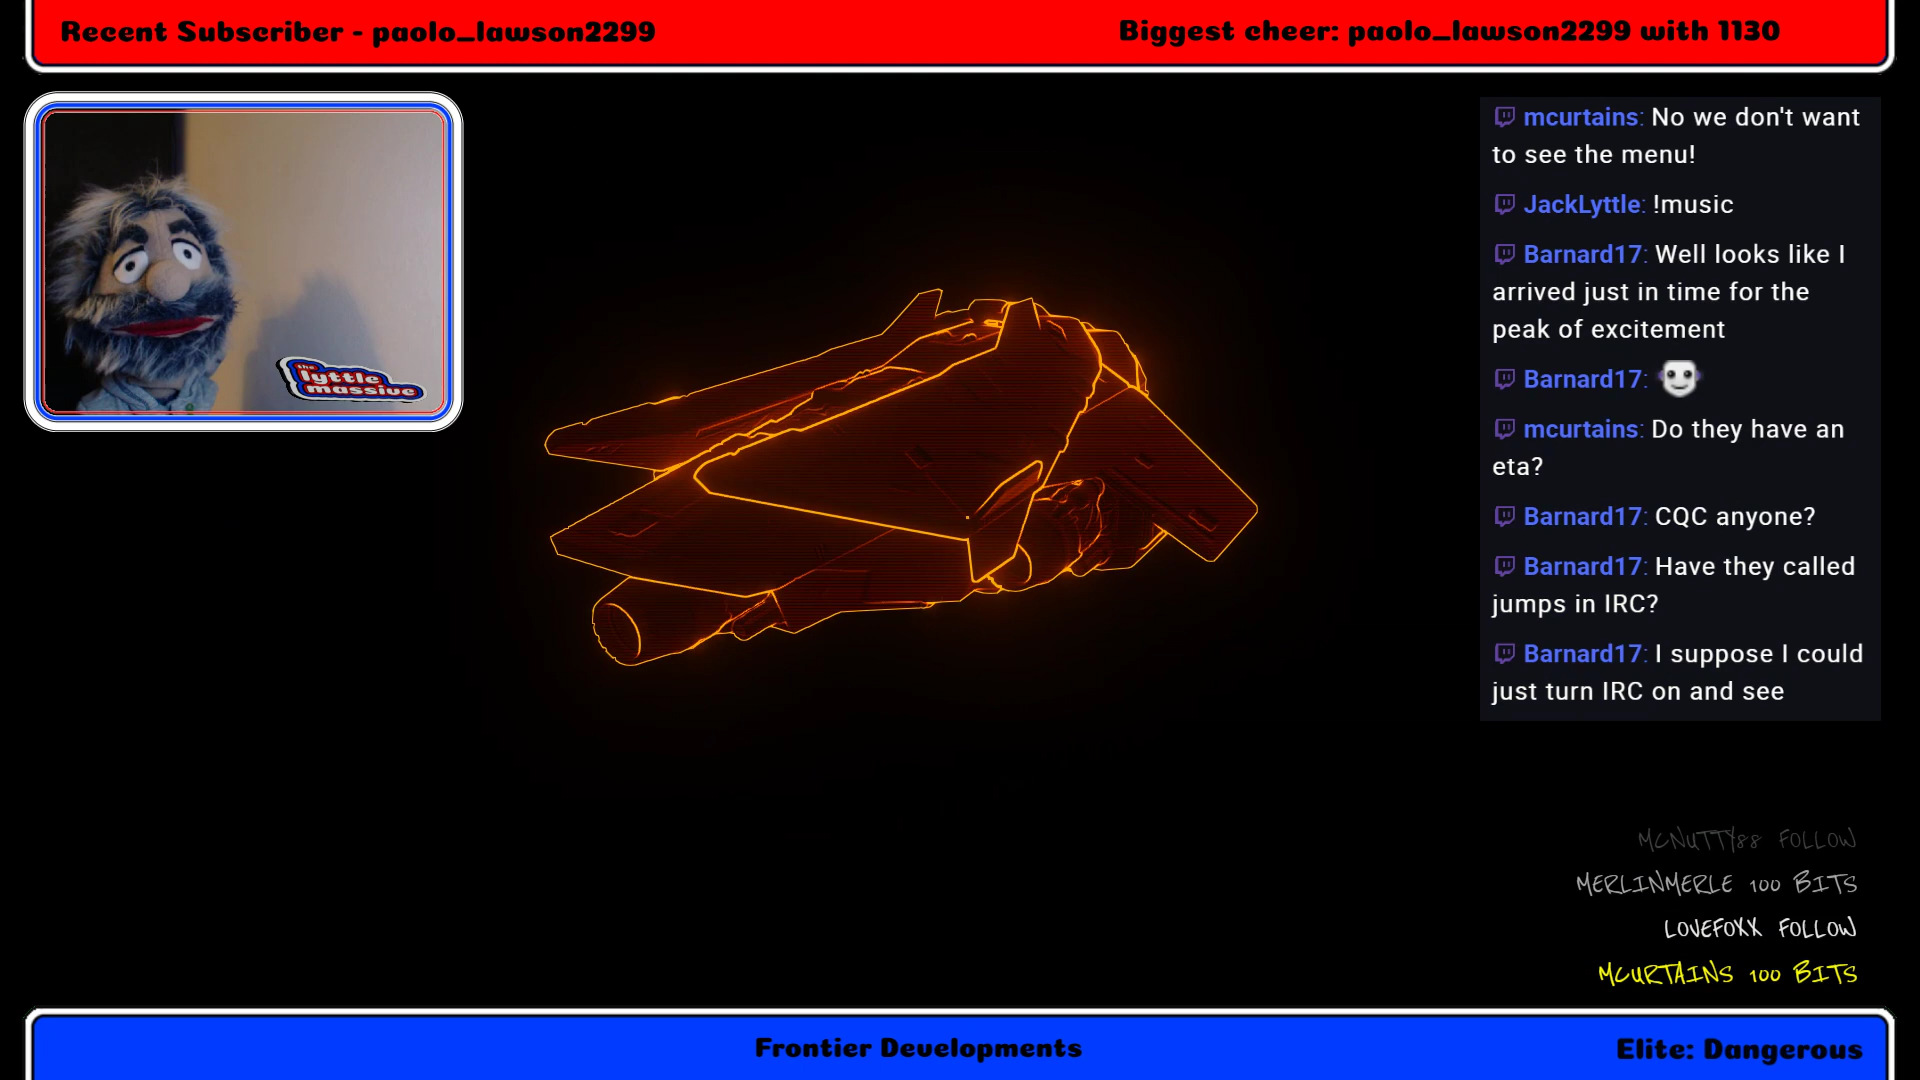 Recent Subscriber - paolo_lawson2299
Biggest cheer: paolo_lawson2299 with 1130
the
lyttle
massive
mcurtains: No we don't want
to see the menu!
JackLyttle: !music
Barnard17: Well looks like I
arrived just in time for the
peak of excitement
Barnard17:
mcurtains: Do they have an
eta?
Barnard17: CQC anyone?
Barnard17: Have they called
jumps in IRC?
Barnard17: I suppose I could
just turn IRC on and see
MCNUTTY88 FOLLOW
MERLINMERLE 100 BITS
LOVEFOXX FOLLOW
MCURTAINS 100 BITS
Frontier Developments
Elite: Dangerous